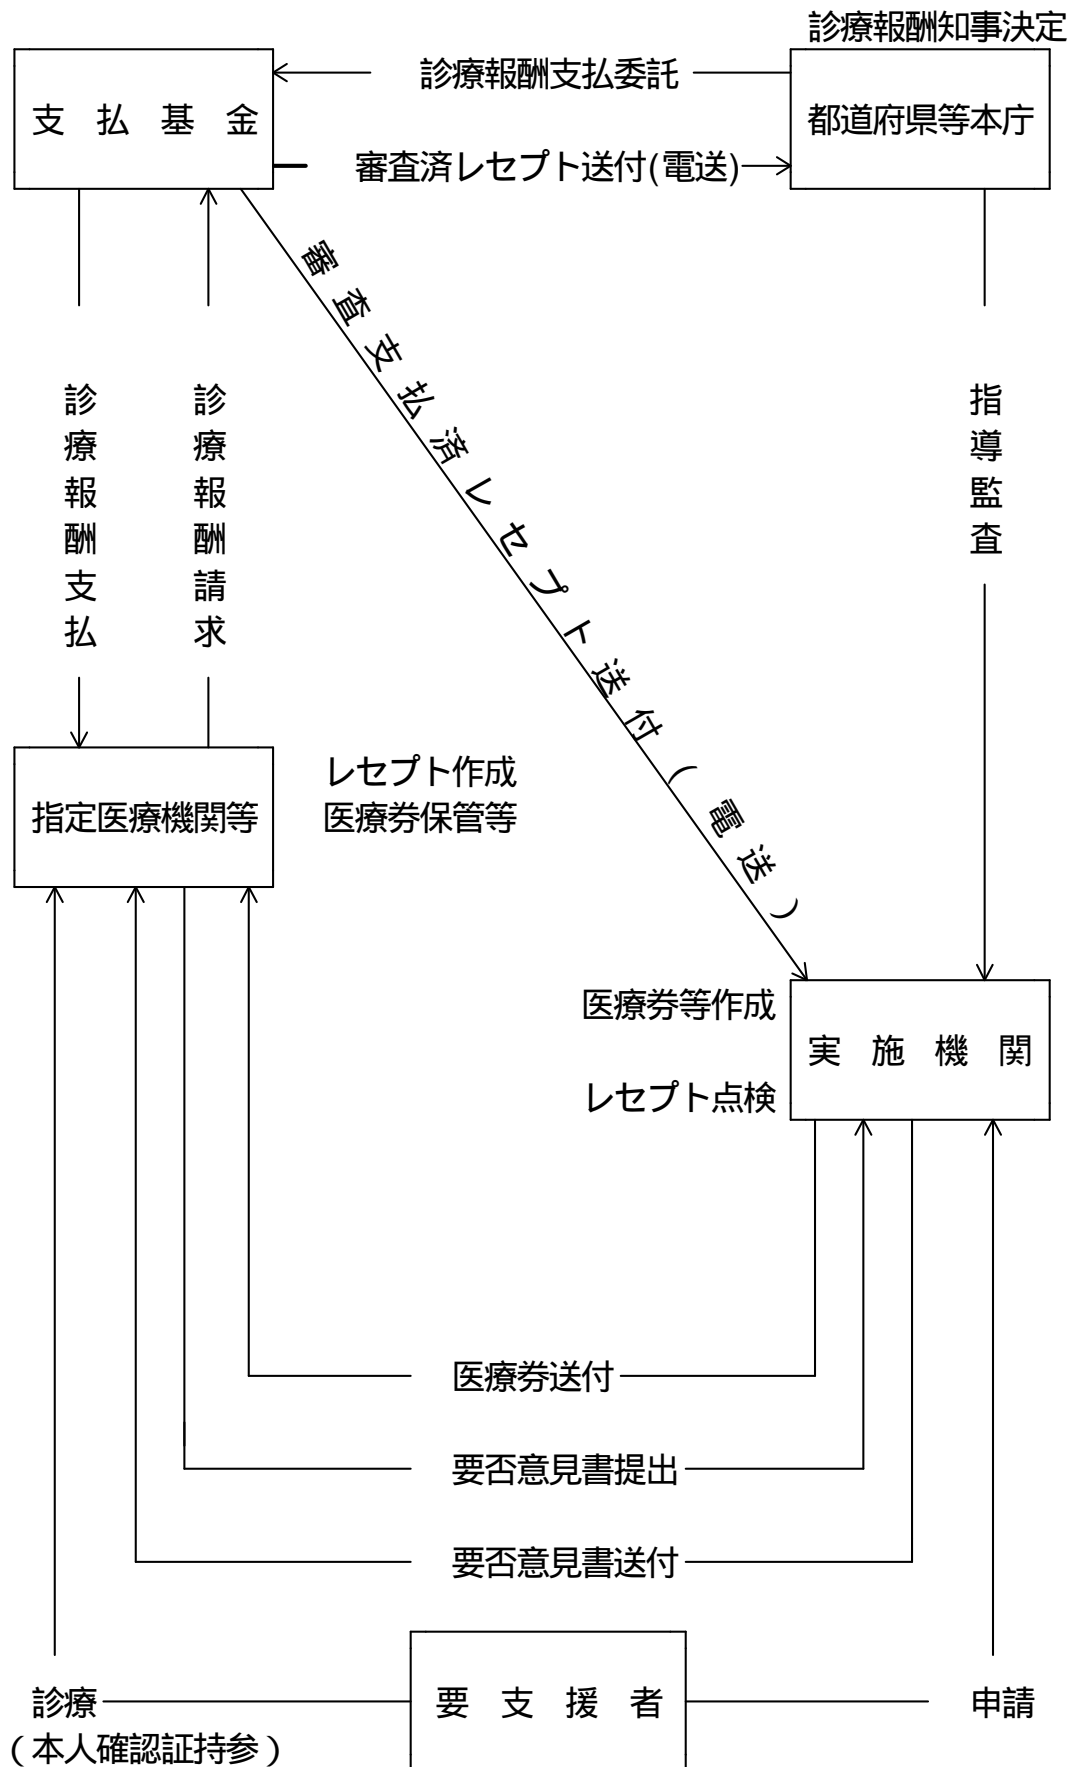 診療報酬知事決定
診療報酬支払委託
支払基金
都道府県等本庁
審査済レセプト送付(電送)
審査支払済レセプト送付(電送)
診療報酬支払
診療報酬請求
指導監査
レセプト作成
指定医療機関等
医療券保管等
医療券等作成
実施機関
レセプト点検
医療券送付
要否意見書提出
要否意見書送付
診療
要支援者
申請
(本人確認証持参)